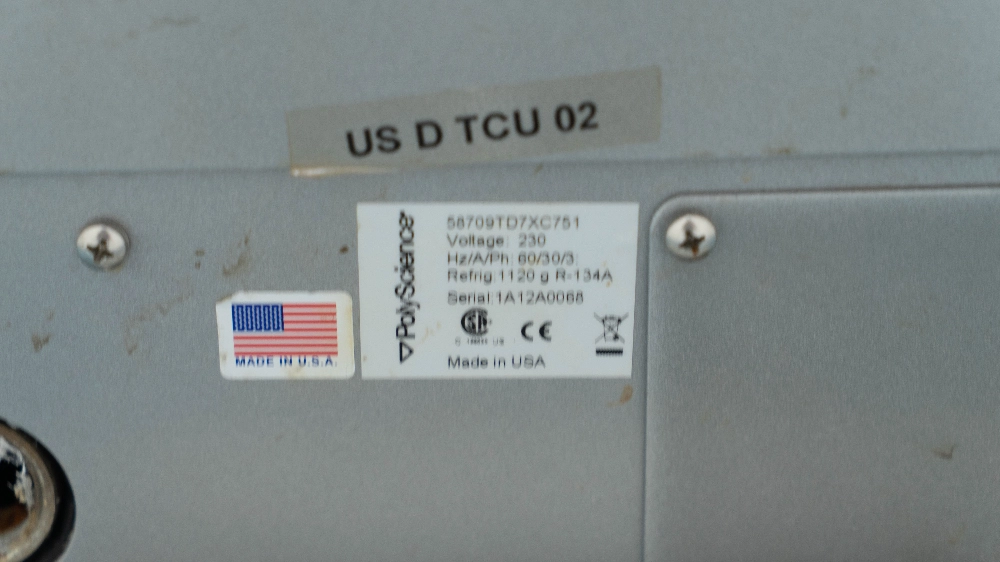 US D TCU 02
PolyScience
58709TD7XC751
Voltage: 230
Hz/A/Ph: 60/30/3
Refrig:1120 g R-134A
Serial:1A12A0068
CE
Made in USA
MADE IN U.S.A.